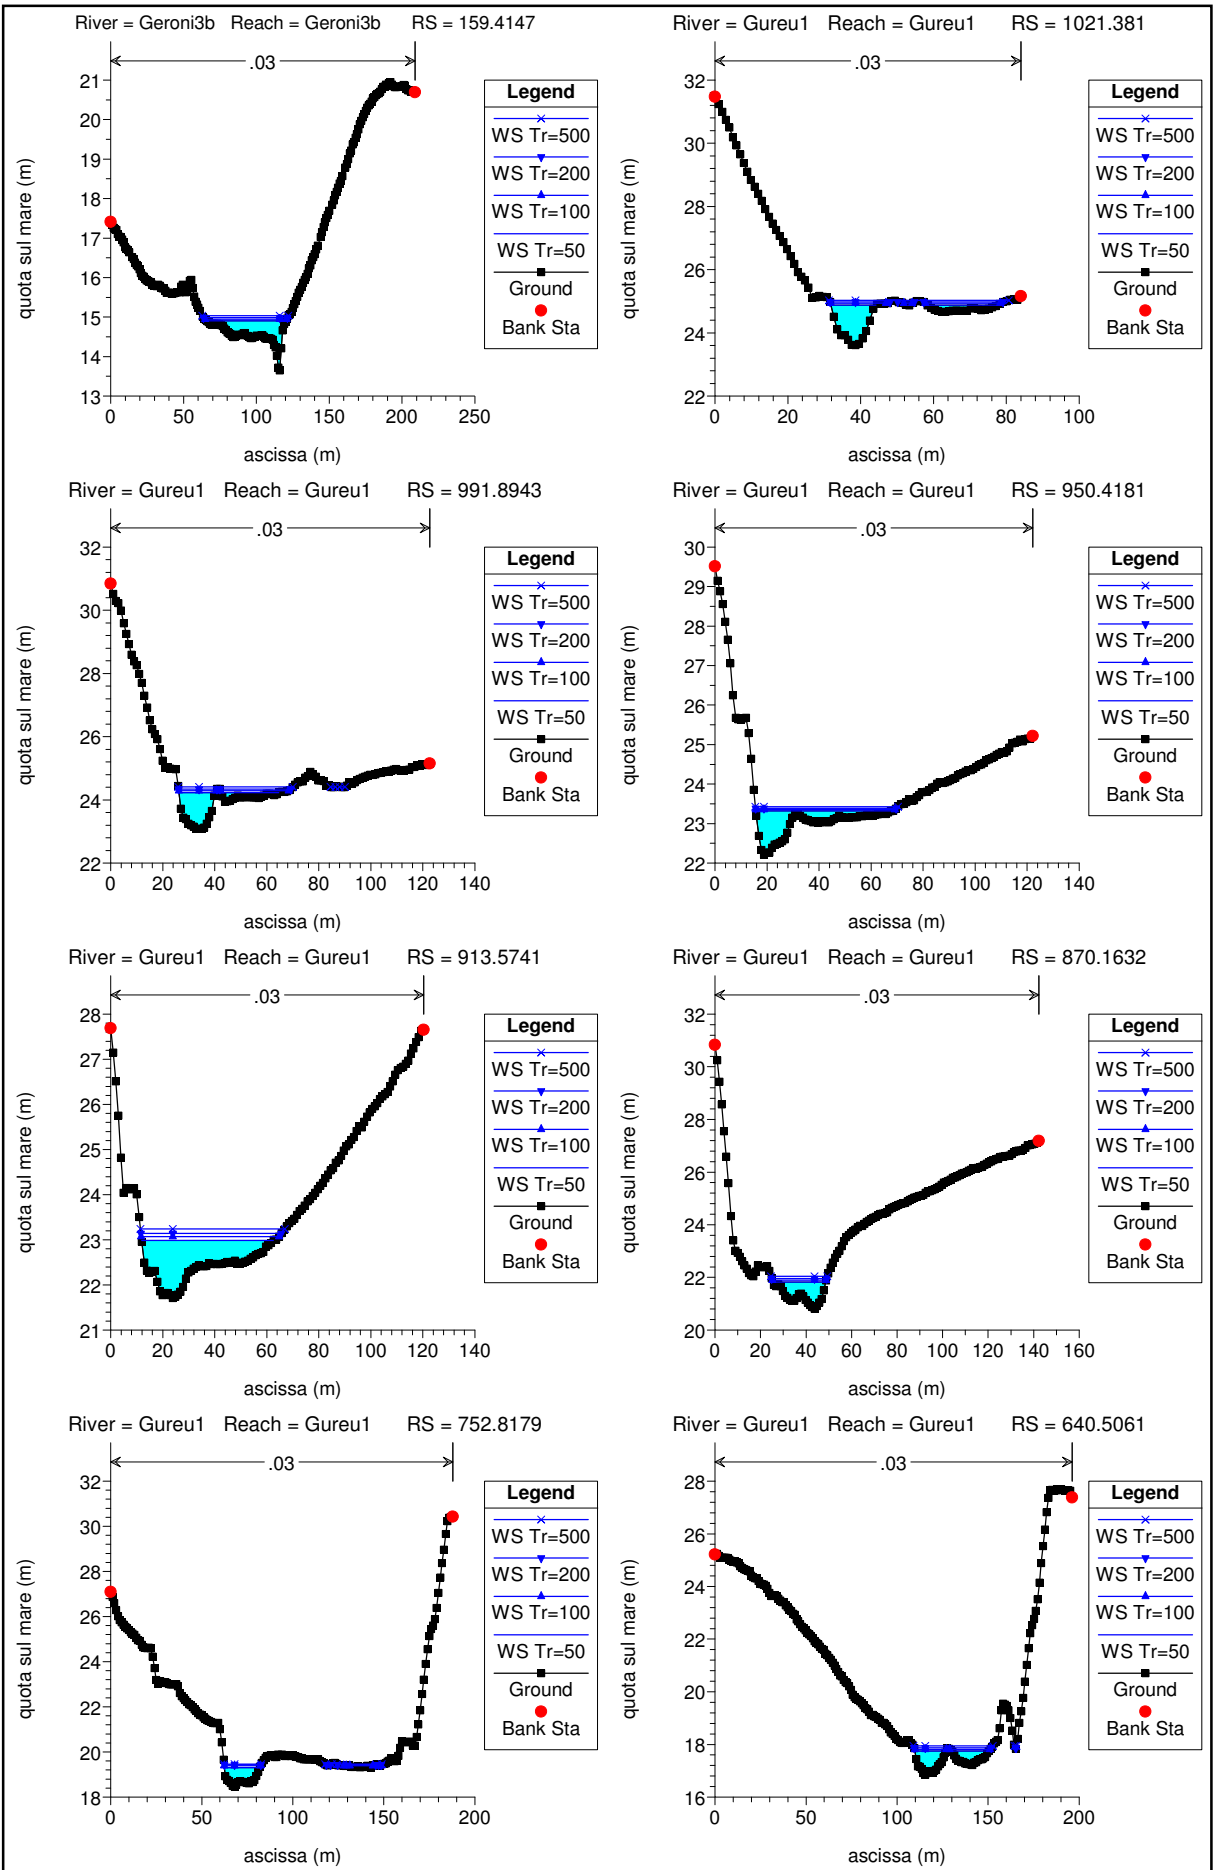 River = Geroni3b Reach = Geroni3b RS = 159.4147
.03
21
20
19
18
17
16
15
14
13
0 50 100 150 200 250
quota sul mare (m)
ascissa (m)
Legend
WS Tr=500
WS Tr=200
WS Tr=100
WS Tr=50
Ground
Bank Sta
River = Gureu1 Reach = Gureu1 RS = 1021.381
.03
32
30
28
26
24
22
0 20 40 60 80 100
quota sul mare (m)
ascissa (m)
Legend
WS Tr=500
WS Tr=200
WS Tr=100
WS Tr=50
Ground
Bank Sta
River = Gureu1 Reach = Gureu1 RS = 991.8943
.03
32
30
28
26
24
22
0 20 40 60 80 100 120 140
quota sul mare (m)
ascissa (m)
Legend
WS Tr=500
WS Tr=200
WS Tr=100
WS Tr=50
Ground
Bank Sta
River = Gureu1 Reach = Gureu1 RS = 950.4181
.03
30
29
28
27
26
25
24
23
22
0 20 40 60 80 100 120 140
quota sul mare (m)
ascissa (m)
Legend
WS Tr=500
WS Tr=200
WS Tr=100
WS Tr=50
Ground
Bank Sta
River = Gureu1 Reach = Gureu1 RS = 913.5741
.03
28
27
26
25
24
23
22
21
0 20 40 60 80 100 120 140
quota sul mare (m)
ascissa (m)
Legend
WS Tr=500
WS Tr=200
WS Tr=100
WS Tr=50
Ground
Bank Sta
River = Gureu1 Reach = Gureu1 RS = 870.1632
.03
32
30
28
26
24
22
20
0 20 40 60 80 100 120 140 160
quota sul mare (m)
ascissa (m)
Legend
WS Tr=500
WS Tr=200
WS Tr=100
WS Tr=50
Ground
Bank Sta
River = Gureu1 Reach = Gureu1 RS = 752.8179
.03
32
30
28
26
24
22
20
18
0 50 100 150 200
quota sul mare (m)
ascissa (m)
Legend
WS Tr=500
WS Tr=200
WS Tr=100
WS Tr=50
Ground
Bank Sta
River = Gureu1 Reach = Gureu1 RS = 640.5061
.03
28
26
24
22
20
18
16
0 50 100 150 200
quota sul mare (m)
ascissa (m)
Legend
WS Tr=500
WS Tr=200
WS Tr=100
WS Tr=50
Ground
Bank Sta